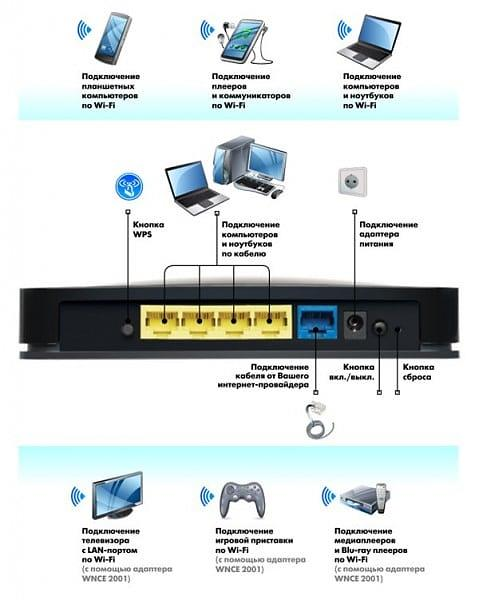 Подключение
планшетных
компьютеров
по Wi-Fi
Подключение
плееров
и коммуникаторов
по Wi-Fi
Подключение
компьютеров
и ноутбуков
по Wi-Fi
Кнопка
WPS
Подключение
компьютеров
и ноутбуков
по кабелю
Подключение
адаптера
питания
Подключение
кабеля от Вашего
интернет-провайдера
Кнопка
вкл./выкл.
Кнопка
сброса
Подключение
телевизора
с LAN-портом
по Wi-Fi
(с помощью адаптера
WNCE 2001)
Подключение
игровой приставки
по Wi-Fi
(с помощью адаптера
WNCE 2001)
Подключение
медиаплееров
и Blu-ray плееров
по Wi-Fi
(с помощью адаптера
WNCE 2001)